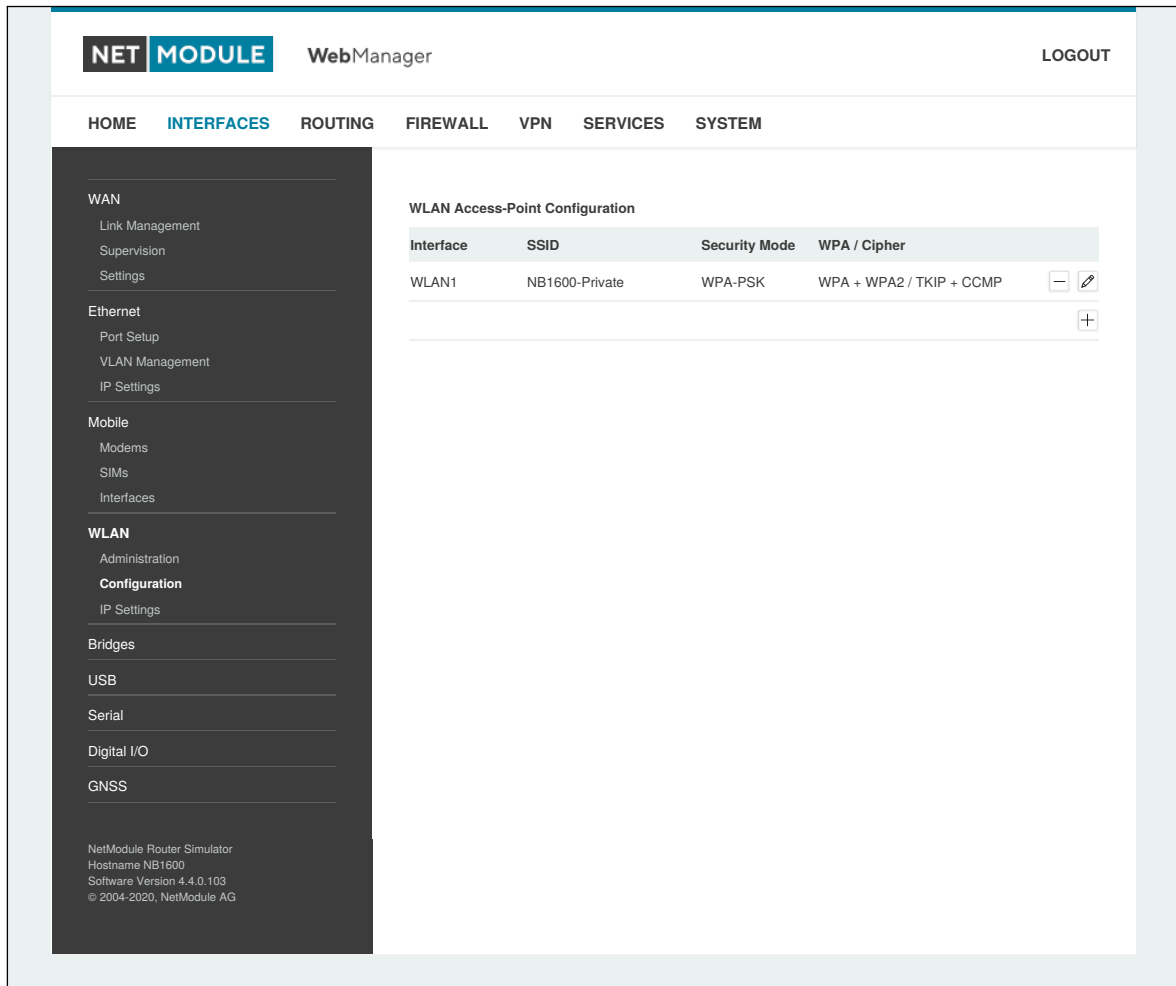 NET MODULE WebManager LOGOUT
HOME INTERFACES ROUTING FIREWALL VPN SERVICES SYSTEM
WAN
Link Management
Supervision
Settings
Ethernet
Port Setup
VLAN Management
IP Settings
Mobile
Modems
SIMs
Interfaces
WLAN
Administration
Configuration
IP Settings
Bridges
USB
Serial
Digital I/O
GNSS
NetModule Router Simulator
Hostname NB1600
Software Version 4.4.0.103
© 2004-2020, NetModule AG
WLAN Access-Point Configuration
Interface SSID Security Mode WPA / Cipher
WLAN1 NB1600-Private WPA-PSK WPA + WPA2 / TKIP + CCMP